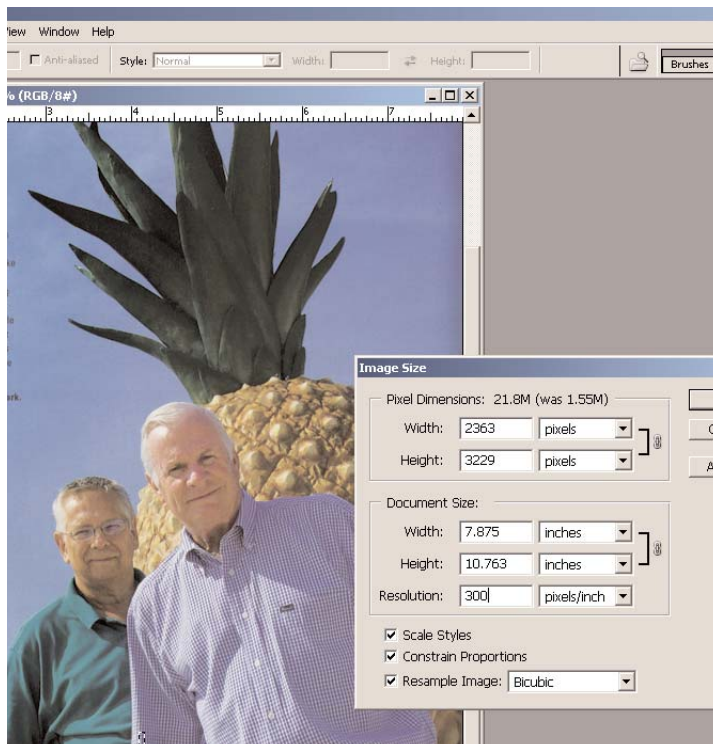 View Window Help
Anti-aliased Style: Normal Width: Height: Brushes
% (RGB/8#)
3 4 5 6 7
Image Size
Pixel Dimensions: 21.8M (was 1.55M)
Width: 2363 pixels
Height: 3229 pixels
Document Size:
Width: 7.875 inches
Height: 10.763 inches
Resolution: 300 pixels/inch
Scale Styles
Constrain Proportions
Resample Image: Bicubic